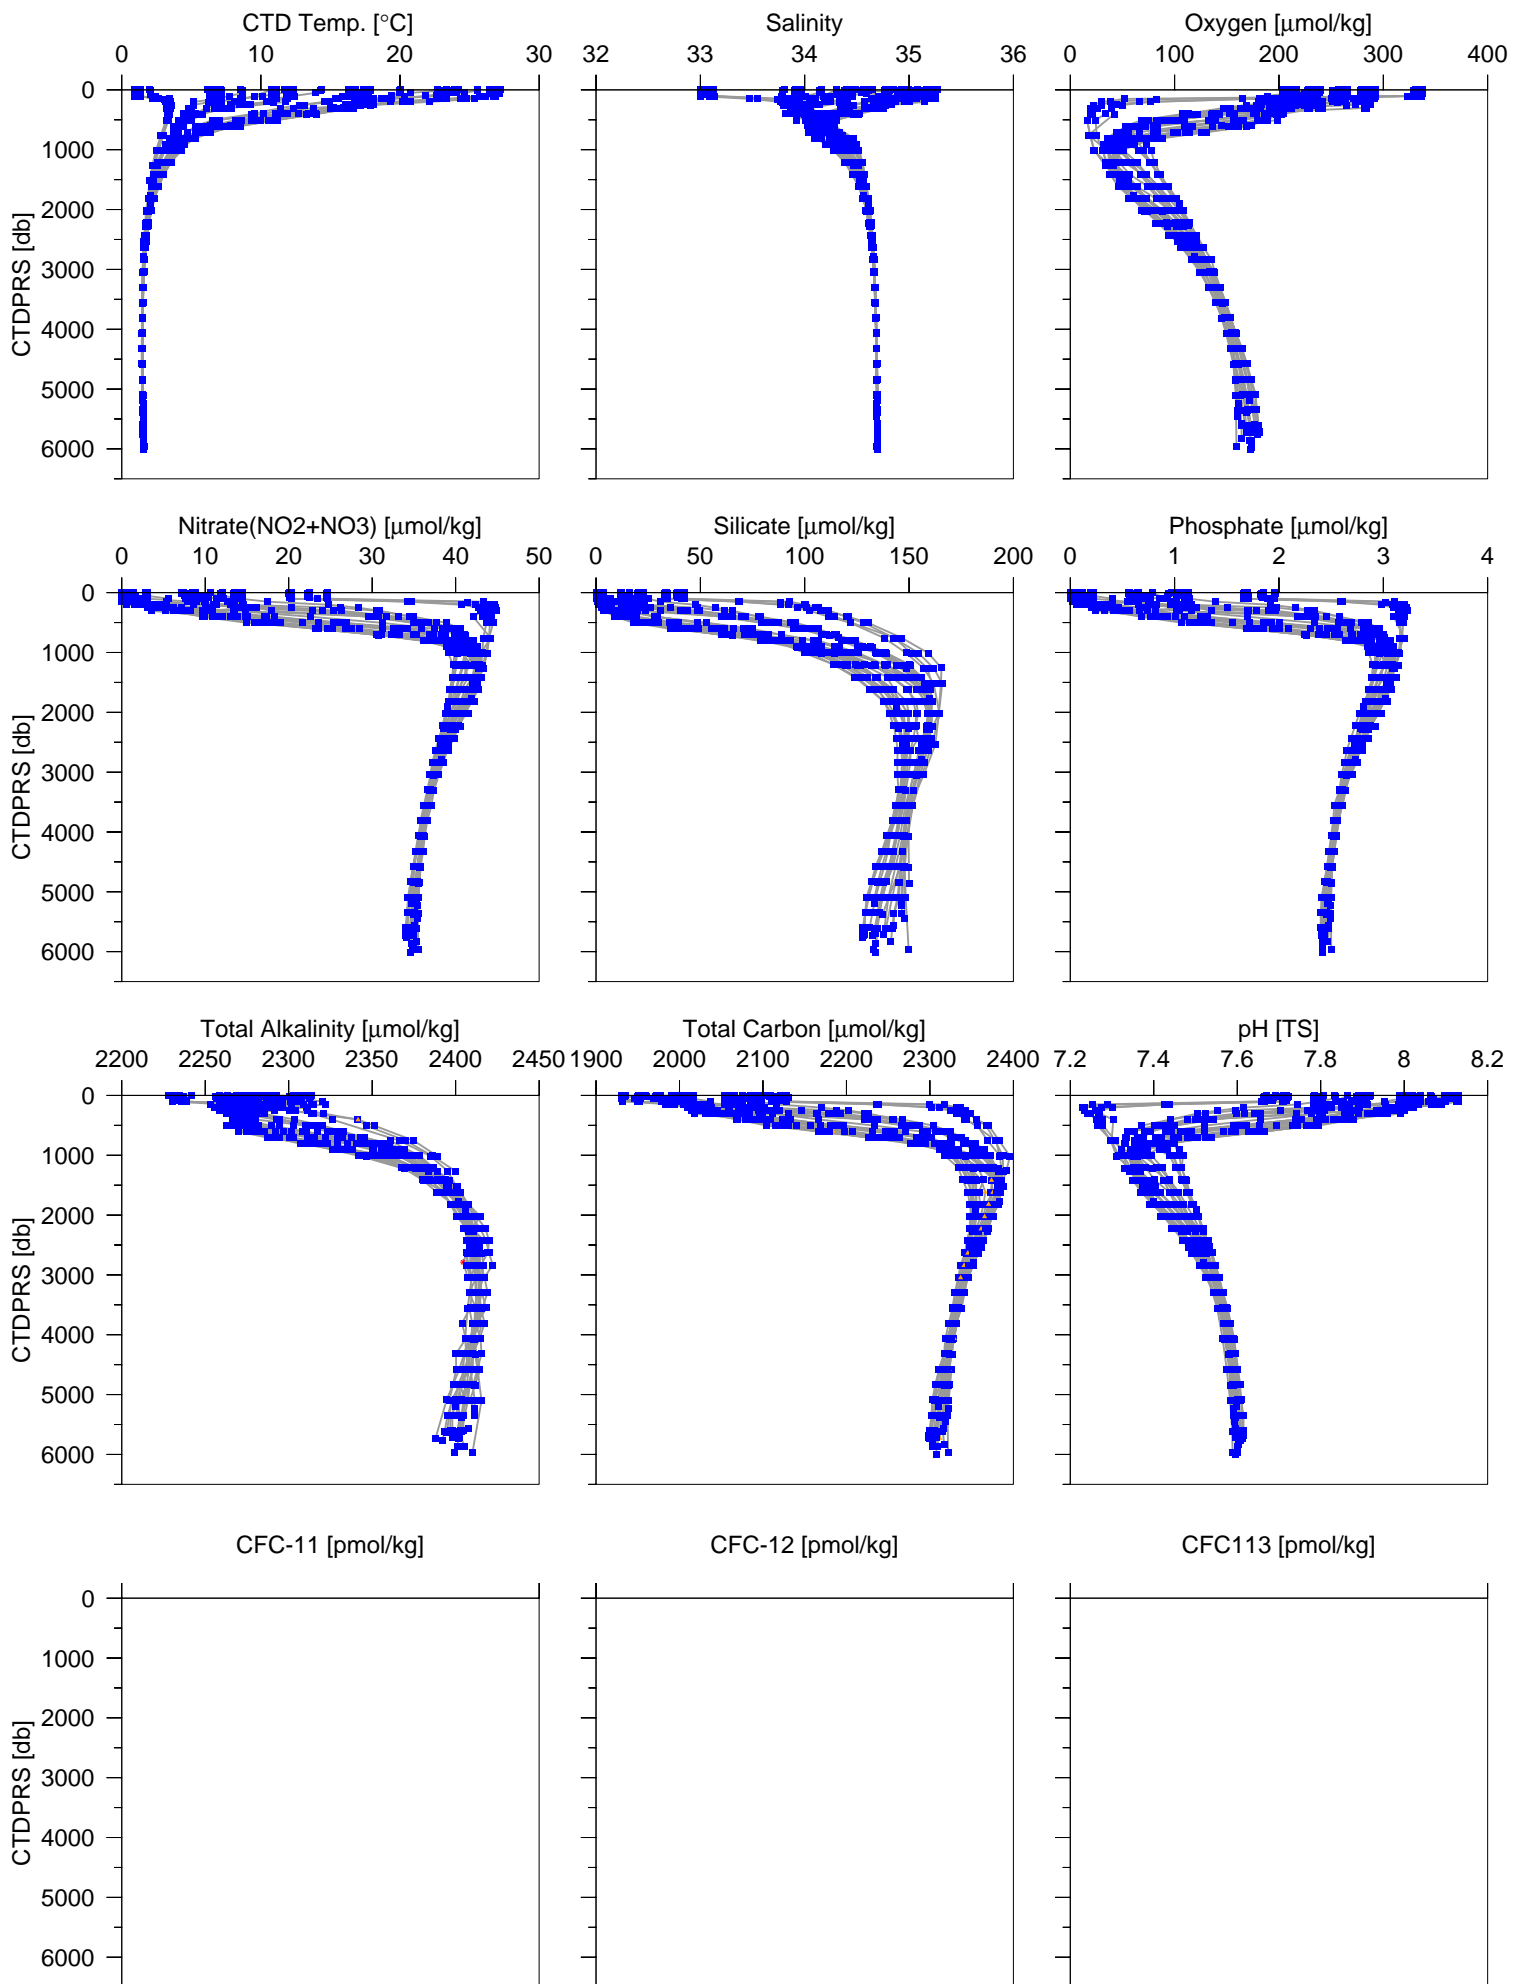 CTD Temp. [°C] Salinity Oxygen [μmol/kg]
0 10 20 30 32 33 34 35 36 0 100 200 300 400
0
1000
2000
3000
4000
5000
6000
CTDPRS [db]
Nitrate(NO2+NO3) [μmol/kg] Silicate [μmol/kg] Phosphate [μmol/kg]
0 10 20 30 40 50 0 50 100 150 200 0 1 2 3 4
0
1000
2000
3000
4000
5000
6000
CTDPRS [db]
Total Alkalinity [μmol/kg] Total Carbon [μmol/kg] pH [TS]
2200 2250 2300 2350 2400 2450 1900 2000 2100 2200 2300 2400 7.2 7.4 7.6 7.8 8 8.2
0
1000
2000
3000
4000
5000
6000
CTDPRS [db]
CFC-11 [pmol/kg] CFC-12 [pmol/kg] CFC113 [pmol/kg]
0
1000
2000
3000
4000
5000
6000
CTDPRS [db]